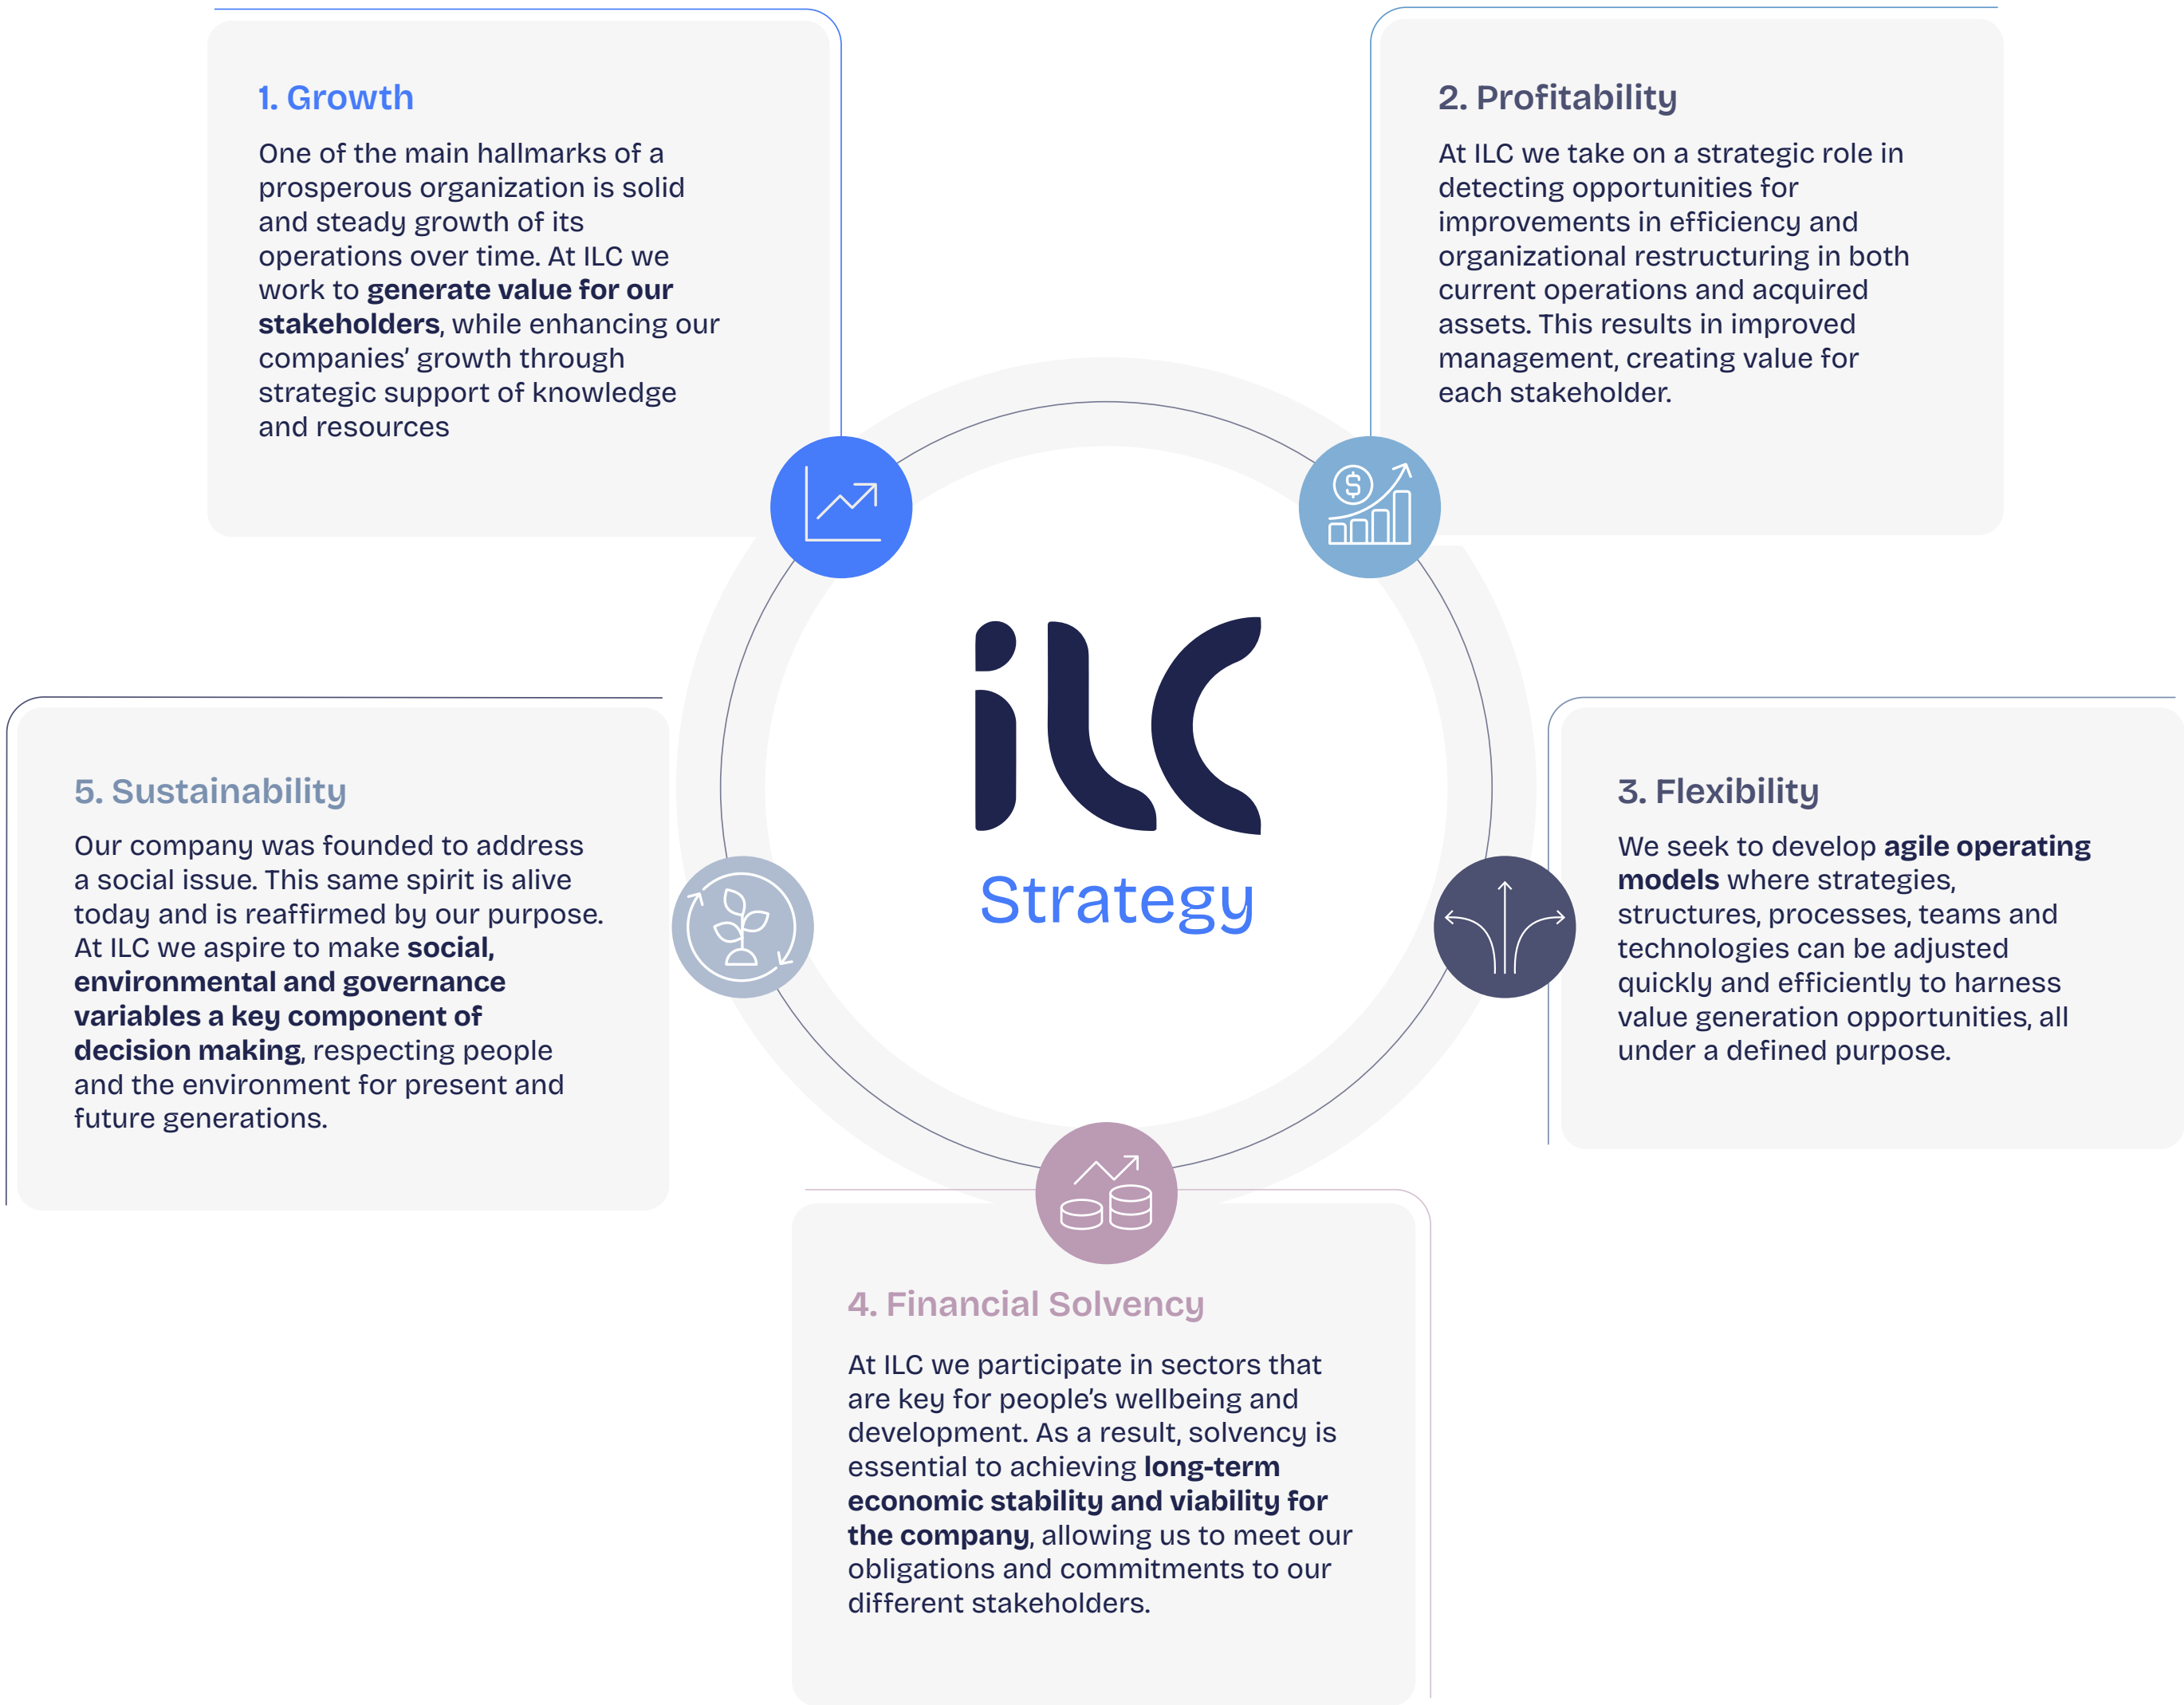 1. Growth
One of the main hallmarks of a
prosperous organization is solid
and steady growth of its
operations over time. At ILC we
work to generate value for our
stakeholders, while enhancing our
companies’ growth through
strategic support of knowledge
and resources
2. Profitability
At ILC we take on a strategic role in
detecting opportunities for
improvements in efficiency and
organizational restructuring in both
current operations and acquired
assets. This results in improved
management, creating value for
each stakeholder.
ilc
Strategy
3. Flexibility
We seek to develop agile operating
models where strategies,
structures, processes, teams and
technologies can be adjusted
quickly and efficiently to harness
value generation opportunities, all
under a defined purpose.
4. Financial Solvency
At ILC we participate in sectors that
are key for people’s wellbeing and
development. As a result, solvency is
essential to achieving long-term
economic stability and viability for
the company, allowing us to meet our
obligations and commitments to our
different stakeholders.
5. Sustainability
Our company was founded to address
a social issue. This same spirit is alive
today and is reaffirmed by our purpose.
At ILC we aspire to make social,
environmental and governance
variables a key component of
decision making, respecting people
and the environment for present and
future generations.
$